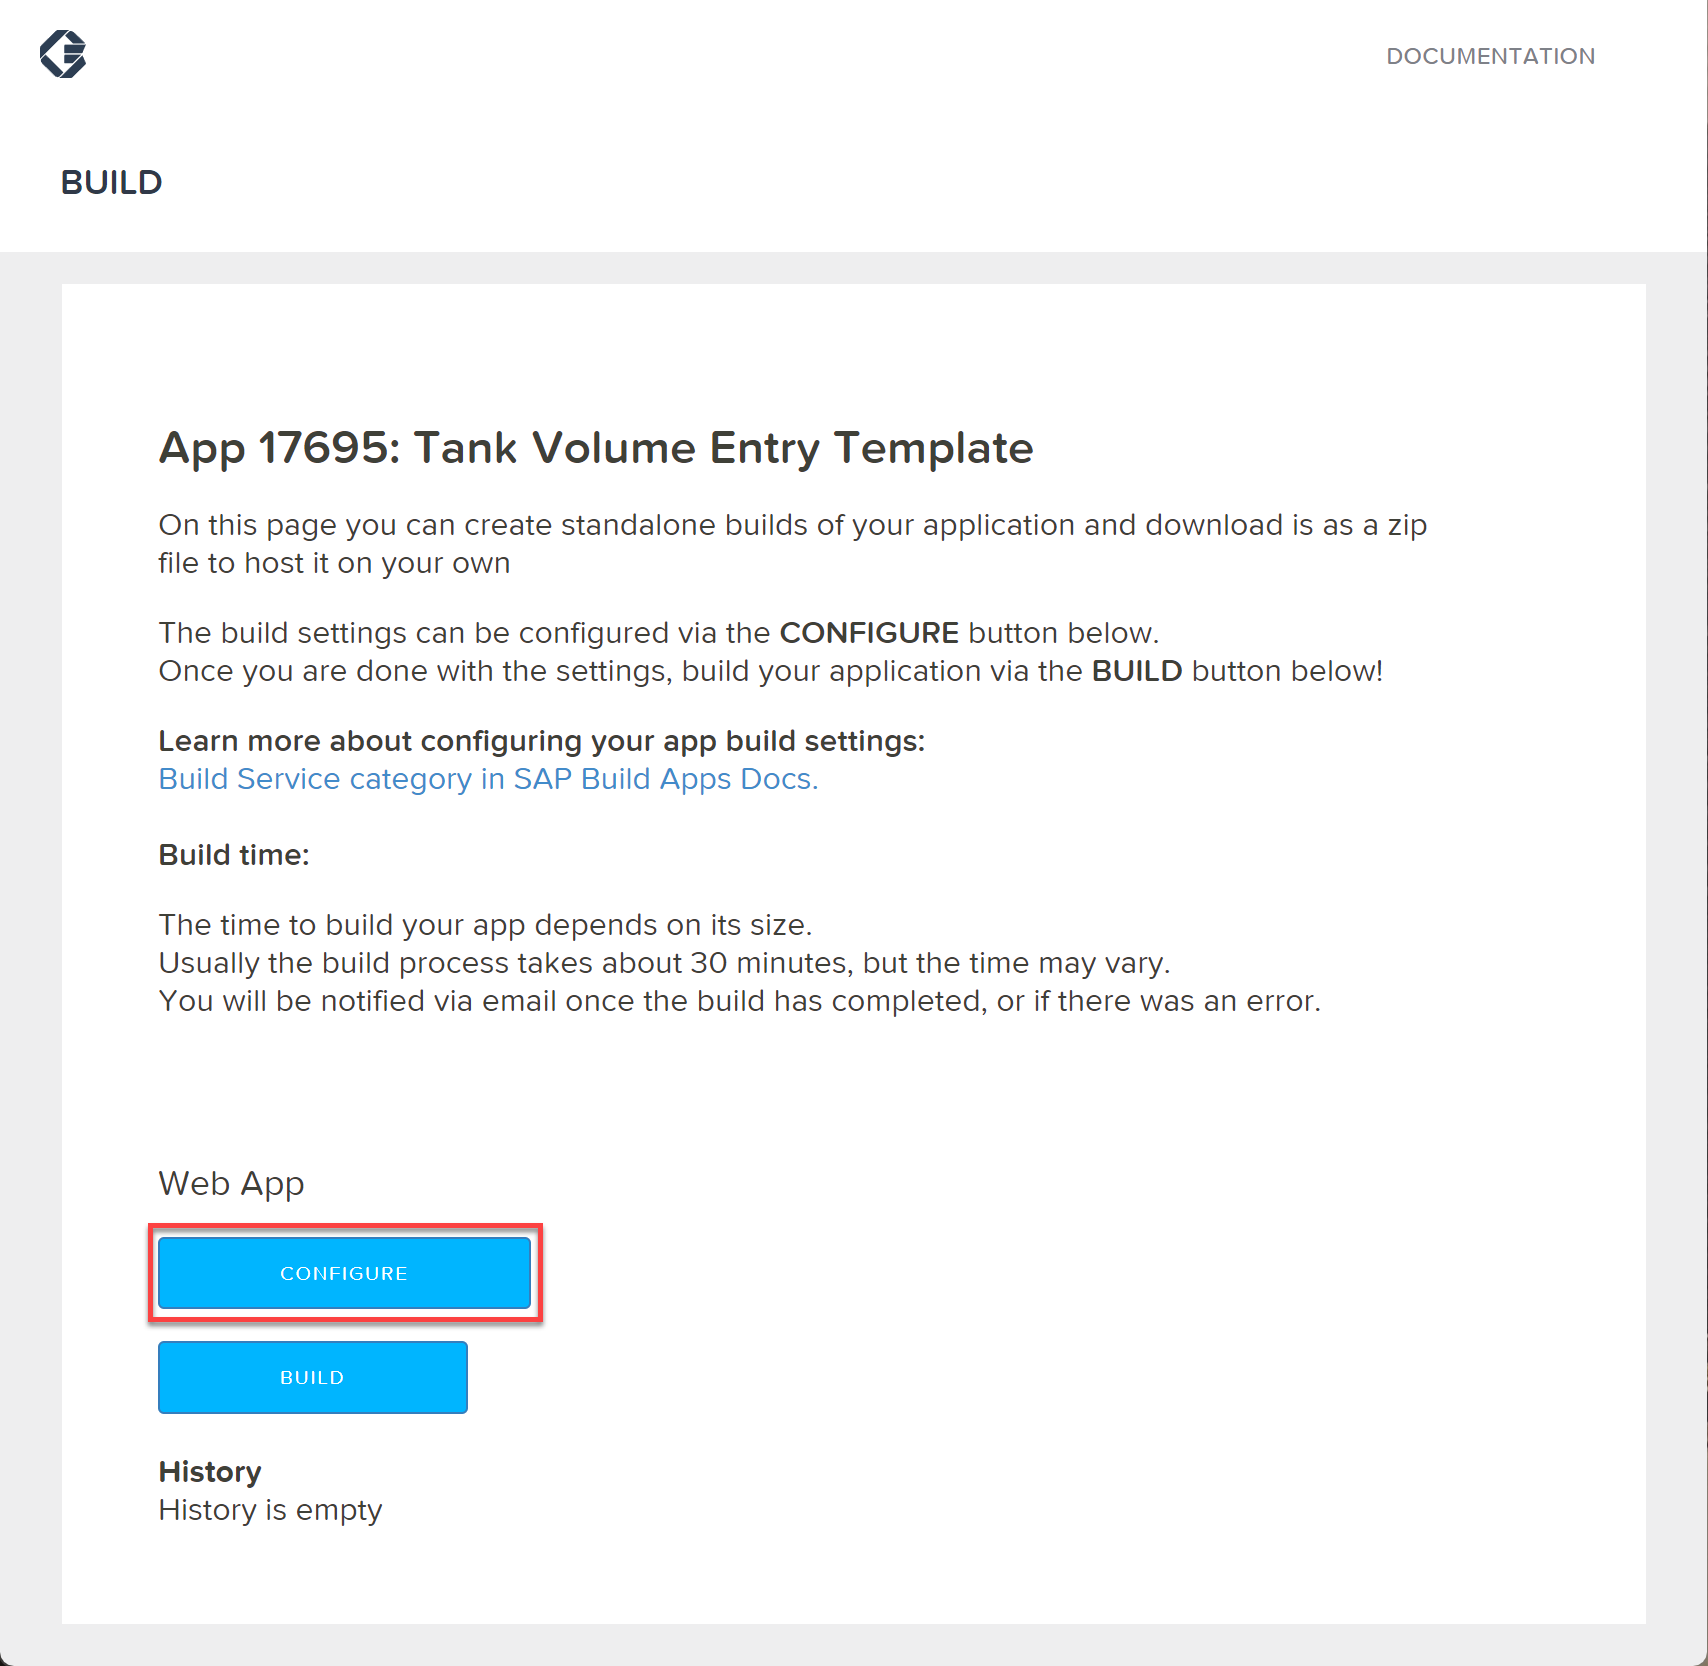 DOCUMENTATION
BUILD
App 17695: Tank Volume Entry Template
On this page you can create standalone builds of your application and download is as a zip
file to host it on your own
The build settings can be configured via the CONFIGURE button below.
Once you are done with the settings, build your application via the BUILD button below!
Learn more about configuring your app build settings:
Build Service category in SAP Build Apps Docs.
Build time:
The time to build your app depends on its size.
Usually the build process takes about 30 minutes, but the time may vary.
You will be notified via email once the build has completed, or if there was an error.
Web App
CONFIGURE
BUILD
History
History is empty